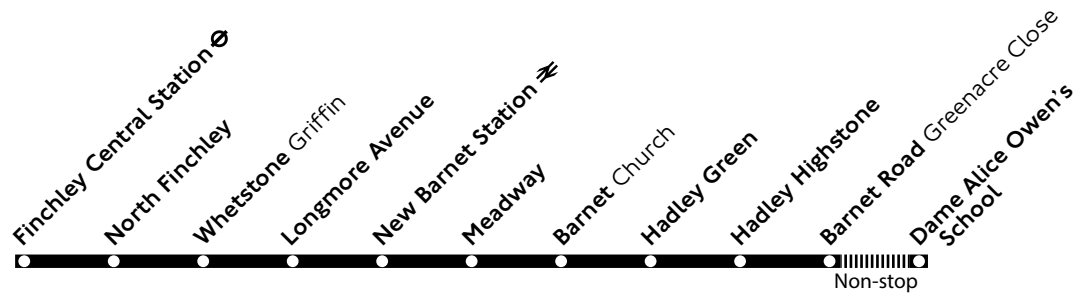 Finchley Central Station
North Finchley
Whetstone Griffin
Longmore Avenue
New Barnet Station
Meadway
Barnet Church
Hadley Green
Hadley Highstone
Barnet Road Greenacre Close
Dame Alice Owen's
School
Non-stop